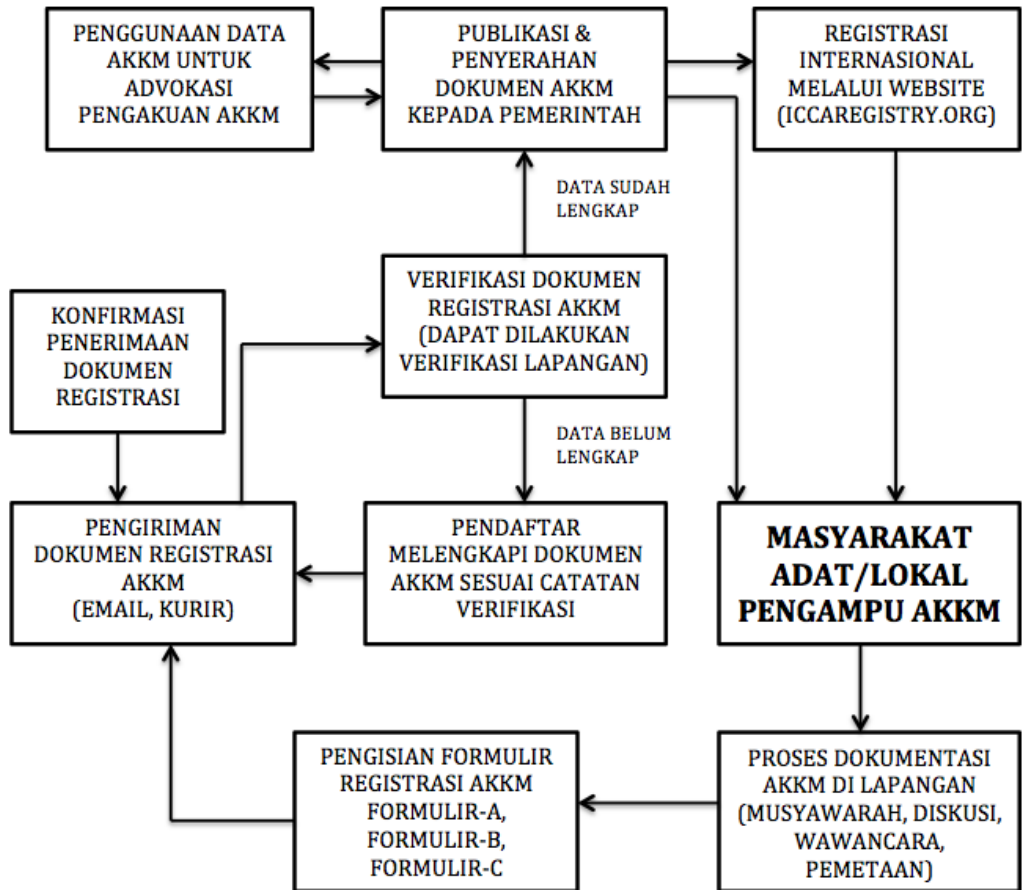 PENGGUNAAN DATA
AKKM UNTUK
ADVOKASI
PENGAKUAN AKKM
PUBLIKASI &
PENYERAHAN
DOKUMEN AKKM
KEPADA PEMERINTAH
REGISTRASI
INTERNASIONAL
MELALUI WEBSITE
(ICCAREGISTRY.ORG)
DATA SUDAH
LENGKAP
VERIFIKASI DOKUMEN
REGISTRASI AKKM
(DAPAT DILAKUKAN
VERIFIKASI LAPANGAN)
KONFIRMASI
PENERIMAAN
DOKUMEN
REGISTRASI
DATA BELUM
LENGKAP
PENGIRIMAN
DOKUMEN REGISTRASI
AKKM
(EMAIL, KURIR)
PENDAFTAR
MELENGKAPI DOKUMEN
AKKM SESUAI CATATAN
VERIFIKASI
MASYARAKAT
ADAT/LOKAL
PENGAMPU AKKM
PENGISIAN FORMULIR
REGISTRASI AKKM
FORMULIR-A,
FORMULIR-B,
FORMULIR-C
PROSES DOKUMENTASI
AKKM DI LAPANGAN
(MUSYAWARAH, DISKUSI,
WAWANCARA,
PEMETAAN)